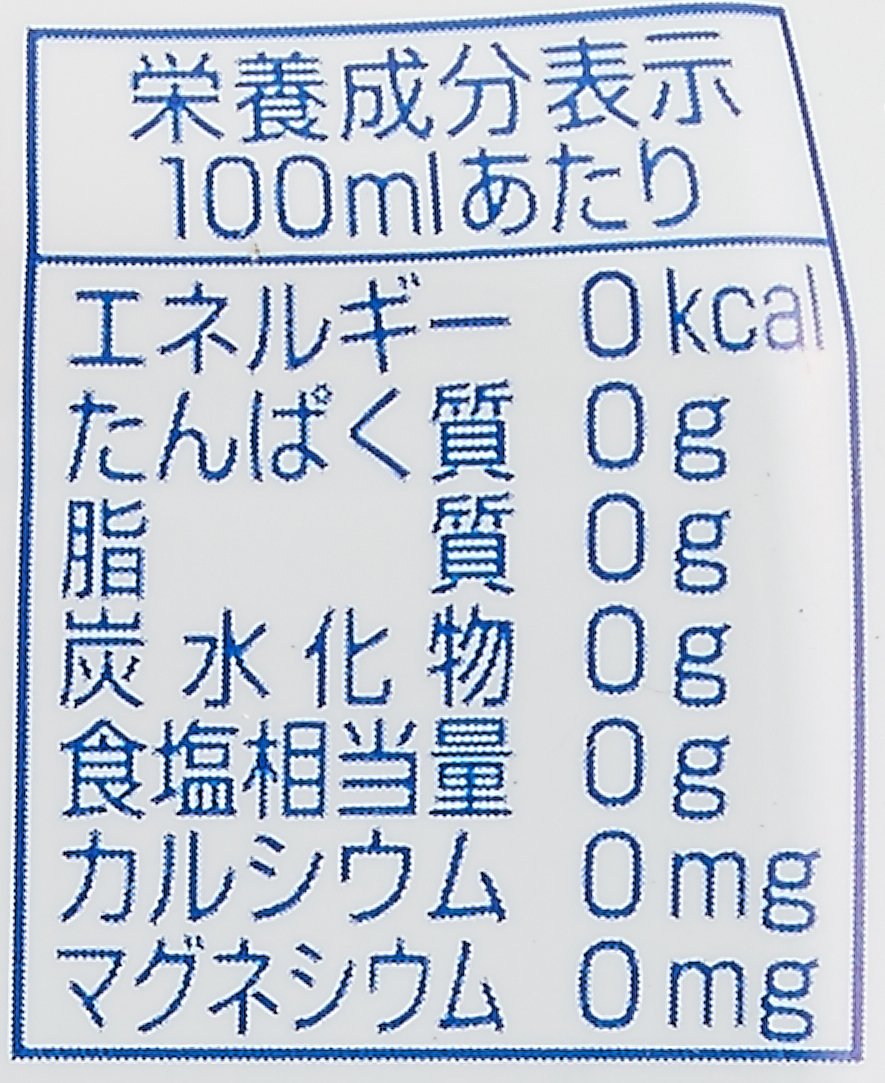 栄養成分表示
100mlあたり
エネルギー 0kcal
たんぱく質 0g
脂質 0g
炭水化物 0g
食塩相当量 0g
カルシウム 0mg
マグネシウム 0mg